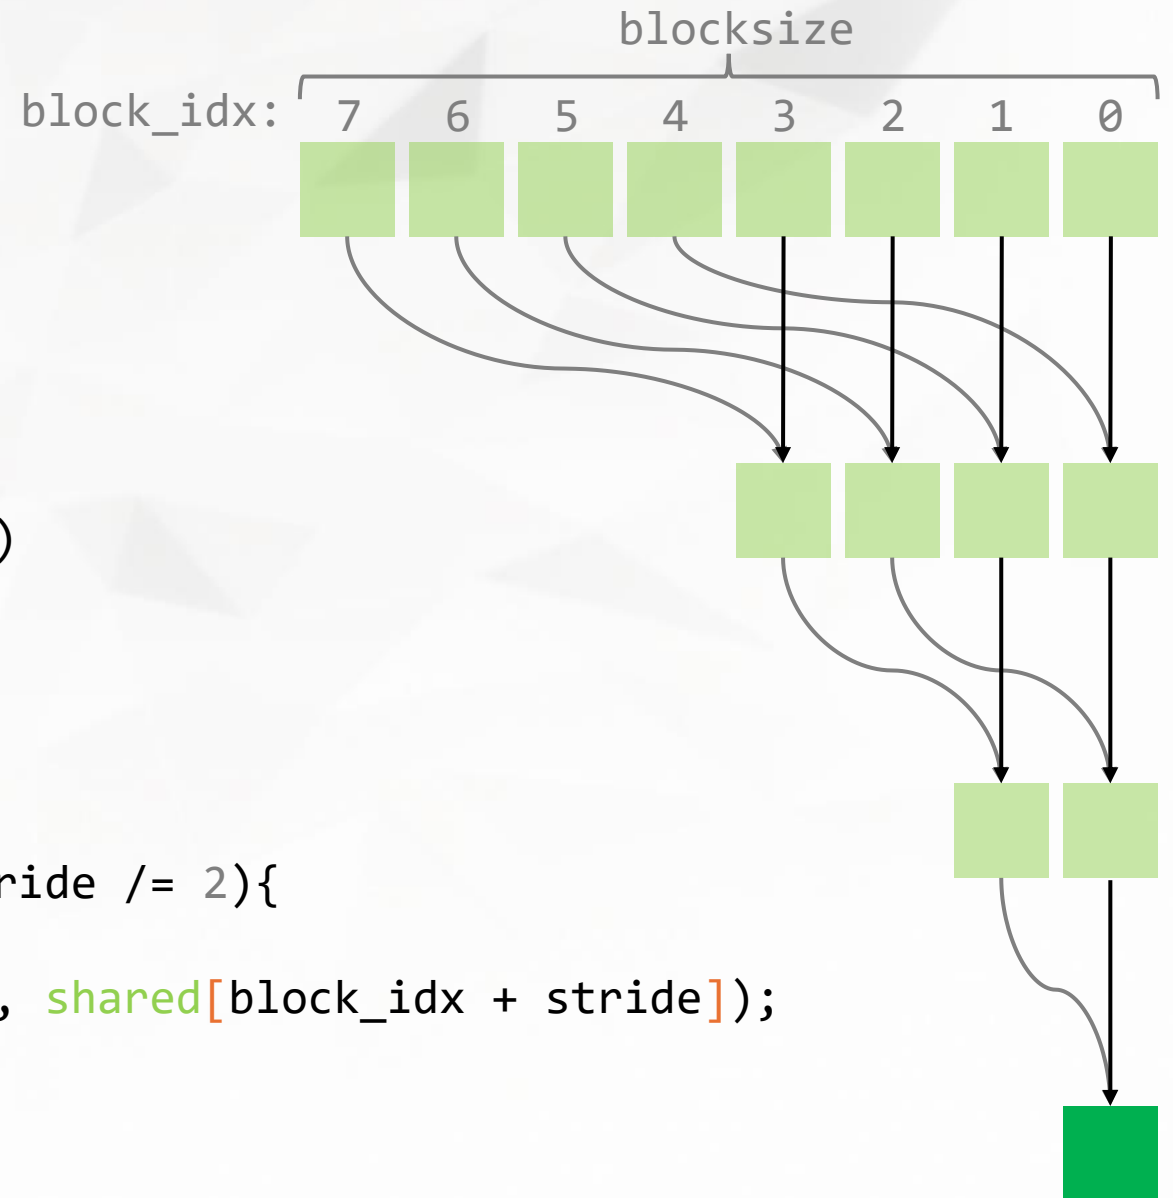 blocksize
block_idx: 7 6 5 4 3 2 1 0
)
ride /= 2){
, shared[block_idx + stride]);